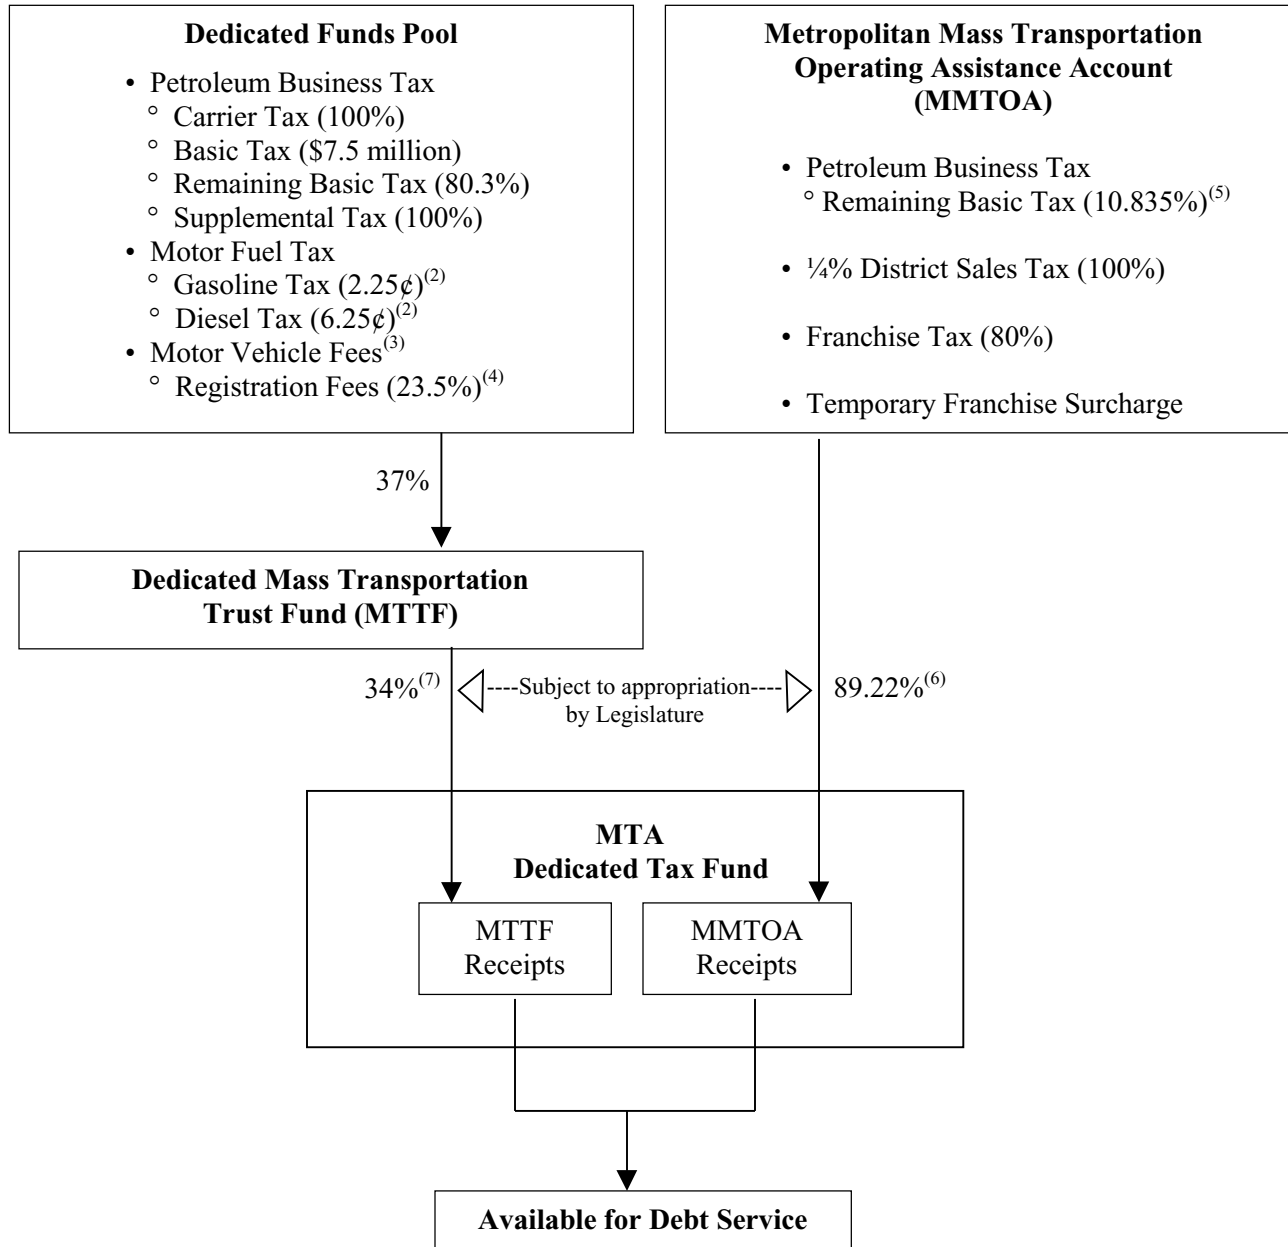 Dedicated Funds Pool
• Petroleum Business Tax
° Carrier Tax (100%)
° Basic Tax ($7.5 million)
° Remaining Basic Tax (80.3%)
° Supplemental Tax (100%)
• Motor Fuel Tax
° Gasoline Tax (2.25¢)(2)
° Diesel Tax (6.25¢)(2)
• Motor Vehicle Fees(3)
° Registration Fees (23.5%)(4)
Metropolitan Mass Transportation
Operating Assistance Account
(MMTOA)
• Petroleum Business Tax
° Remaining Basic Tax (10.835%)(5)
• ¼% District Sales Tax (100%)
• Franchise Tax (80%)
• Temporary Franchise Surcharge
37%
Dedicated Mass Transportation
Trust Fund (MTTF)
34%(7)
----Subject to appropriation----
by Legislature
89.22%(6)
MTA
Dedicated Tax Fund
MTTF
Receipts
MMTOA
Receipts
Available for Debt Service